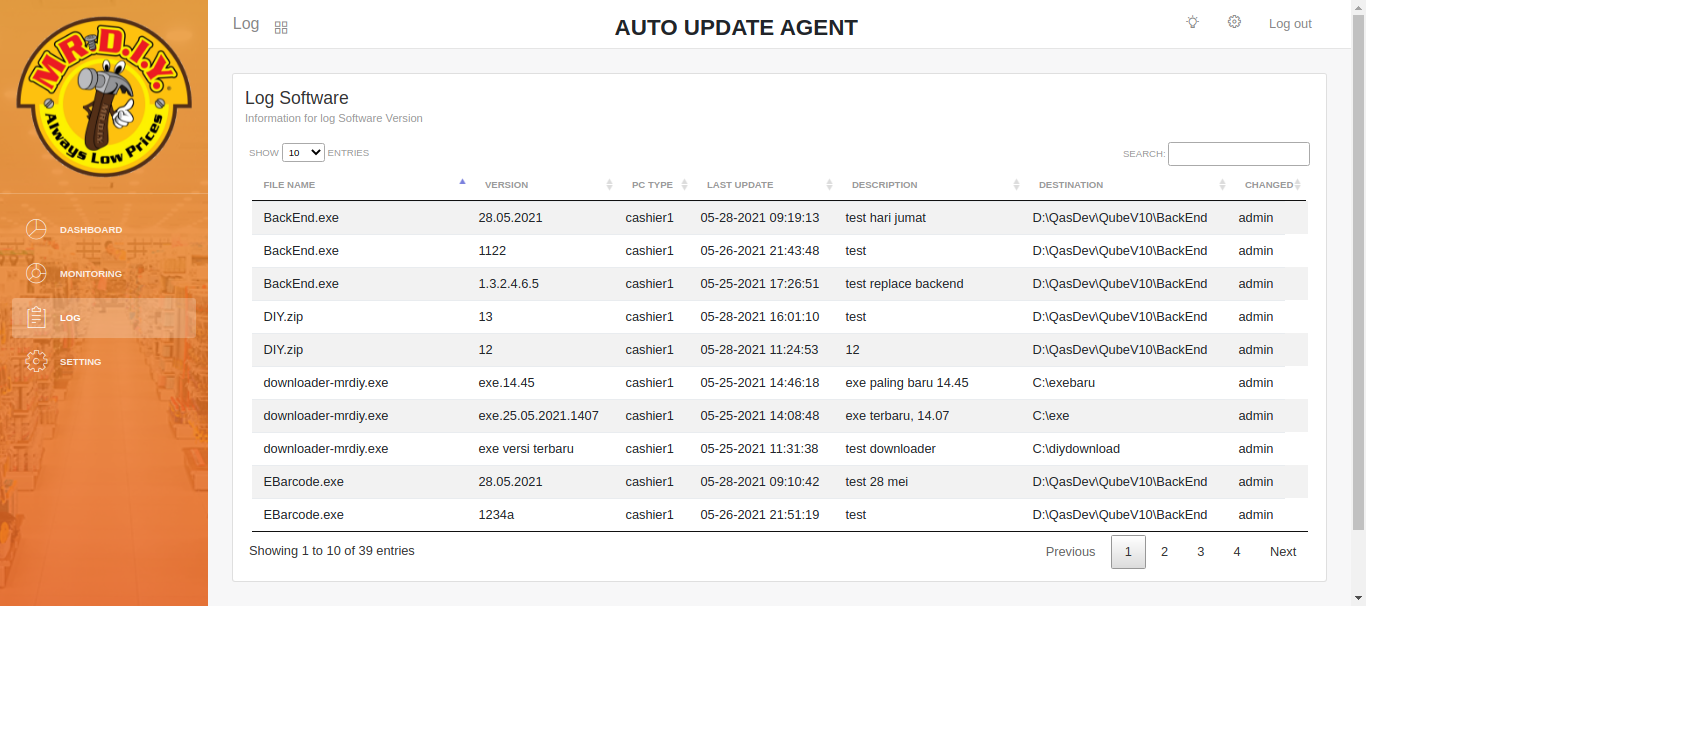 MR.D.I.Y.
MR.D.I.Y.
Always Low Prices
Log
AUTO UPDATE AGENT
Log out
DASHBOARD
MONITORING
LOG
SETTING
Log Software
Information for log Software Version
SHOW 10 ENTRIES
SEARCH:
FILE NAME VERSION PC TYPE LAST UPDATE DESCRIPTION DESTINATION CHANGED
BackEnd.exe 28.05.2021 cashier1 05-28-2021 09:19:13 test hari jumat D:\QasDev\QubeV10\BackEnd admin
BackEnd.exe 1122 cashier1 05-26-2021 21:43:48 test D:\QasDev\QubeV10\BackEnd admin
BackEnd.exe 1.3.2.4.6.5 cashier1 05-25-2021 17:26:51 test replace backend D:\QasDev\QubeV10\BackEnd admin
DIY.zip 13 cashier1 05-28-2021 16:01:10 test D:\QasDev\QubeV10\BackEnd admin
DIY.zip 12 cashier1 05-28-2021 11:24:53 12 D:\QasDev\QubeV10\BackEnd admin
downloader-mrdiy.exe exe.14.45 cashier1 05-25-2021 14:46:18 exe paling baru 14.45 C:\exebaru admin
downloader-mrdiy.exe exe.25.05.2021.1407 cashier1 05-25-2021 14:08:48 exe terbaru, 14.07 C:\exe admin
downloader-mrdiy.exe exe versi terbaru cashier1 05-25-2021 11:31:38 test downloader C:\diydownload admin
EBarcode.exe 28.05.2021 cashier1 05-28-2021 09:10:42 test 28 mei D:\QasDev\QubeV10\BackEnd admin
EBarcode.exe 1234a cashier1 05-26-2021 21:51:19 test D:\QasDev\QubeV10\BackEnd admin
Showing 1 to 10 of 39 entries
Previous 1 2 3 4 Next